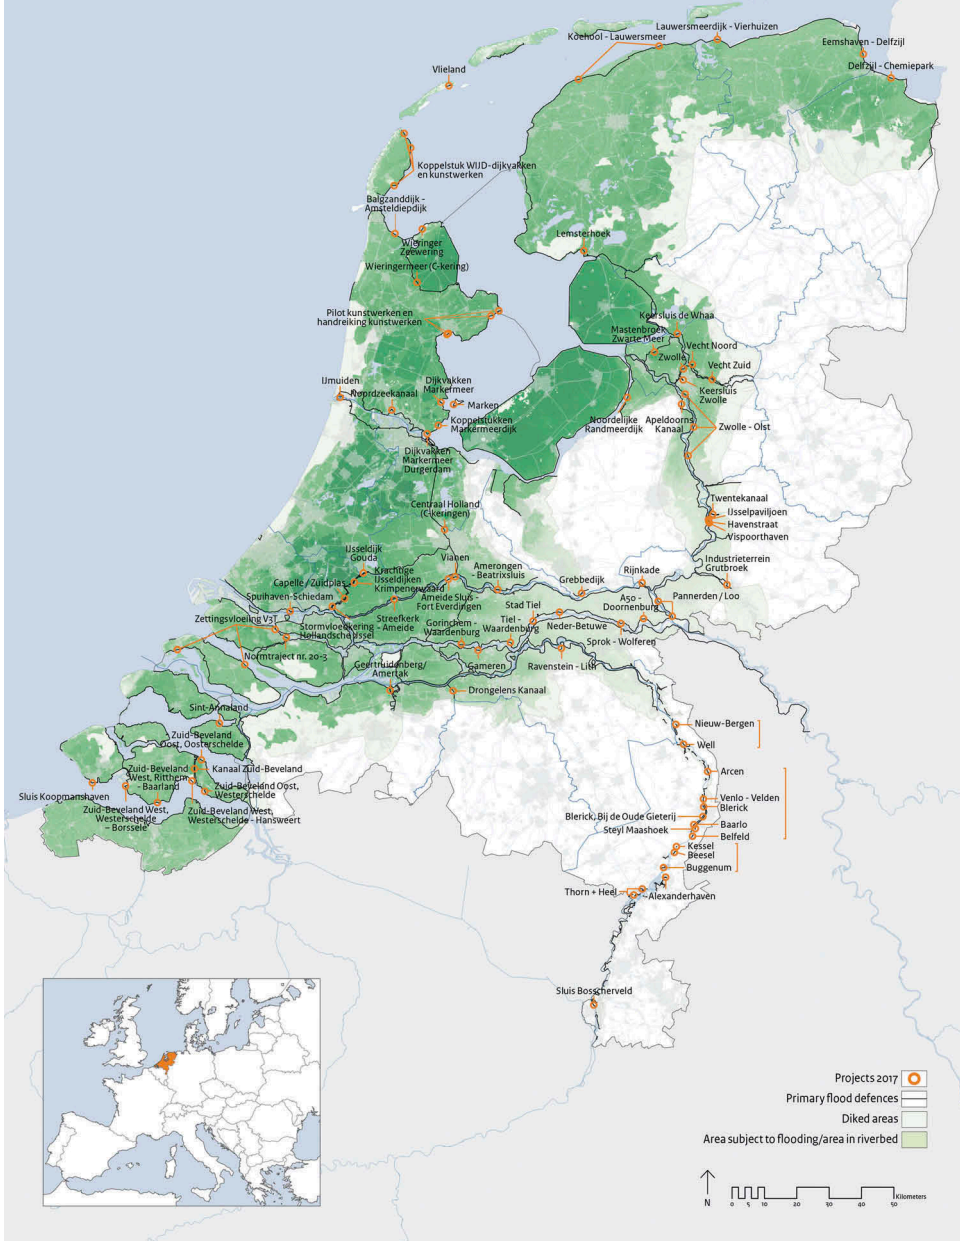 Lauwersmeerdijk - Vierhuizen
Koehool - Lauwersmeer
Eemshaven - Delfzijl
Delfzijl - Chemiepark
Vlieland
Koppelstuk WIJD-dijkvakken
en kunstwerken
Balgzanddijk -
Amsteldiepdijk
Wieringer
Zeewering
Lemsterhoek
Wieringermeer (C-kering)
Pilot kunstwerken en
handreiking kunstwerken
Keersluis de Whaa
Mastenbroek
Zwarte Meer
Vecht Noord
Zwolle
Vecht Zuid
IJmuiden
Noordzeekanaal
Dijkvakken
Markermeer
Marken
Keersluis
Zwolle
Koppelstukken
Markermeerdijk
Noordelijke
Randmeerdijk
Apeldoorns
Kanaal
Zwolle - Olst
Dijkvakken
Markermeer
Durgerdam
Centraal Holland
(C-keringen)
Twentekanaal
IJsselpaviljoen
Havenstraat
Vispoorthaven
IJsseldijk
Gouda
Vianen
Amerongen
- Beatrixsluis
Grebbedijk
Rijnkade
Industrieterrein
Grutbroek
Krachtige
IJsseldijken
Krimpenerwaard
Capelle / Zuidplas
Spuihaven-Schiedam
Ameide Sluis -
Fort Everdingen
Stad Tiel
A50 -
Doornenburg
Pannerden / Loo
Zettingsvloeiing V3T
Stormvloedkering
Hollandsche IJssel
Streefkerk
- Ameide
Gorinchem -
Waardenburg
Tiel -
Waardenburg
Neder-Betuwe
Sprok - Wolferen
Normtraject nr. 20-3
Geertruidenberg/
Amertak
Gameren
Ravenstein - Lith
Drongelens Kanaal
Sint-Annaland
Nieuw-Bergen
Well
Zuid-Beveland
Oost, Oosterschelde
Zuid-Beveland
West, Ritthem
- Baarland
Kanaal Zuid-Beveland
Arcen
Sluis Koopmanshaven
Zuid-Beveland Oost,
Westerschelde
Zuid-Beveland West,
Westerschelde
- Borssele
Zuid-Beveland West,
Westerschelde - Hansweert
Venlo - Velden
Blerick
Blerick, Bij de Oude Gieterij
Baarlo
Steyl Maashoek
Belfeld
Kessel
Beesel
Buggenum
Thorn + Heel
Alexanderhaven
Sluis Bosscherveld
Projects 2017
Primary flood defences
Diked areas
Area subject to flooding/area in riverbed
N
0 5 10 20 30 40 50 Kilometers